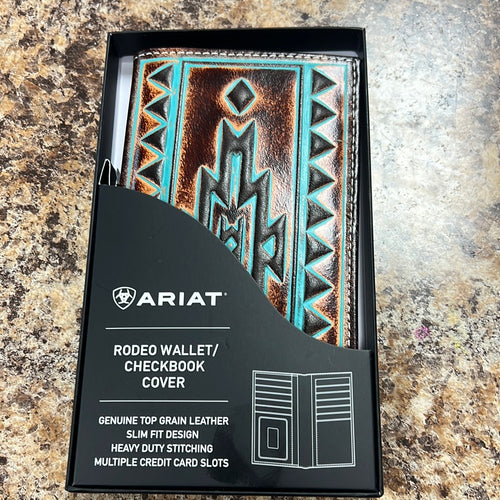 ARIAT
RODEO WALLET/
CHECKBOOK
COVER
GENUINE TOP GRAIN LEATHER
SLIM FIT DESIGN
HEAVY DUTY STITCHING
MULTIPLE CREDIT CARD SLOTS